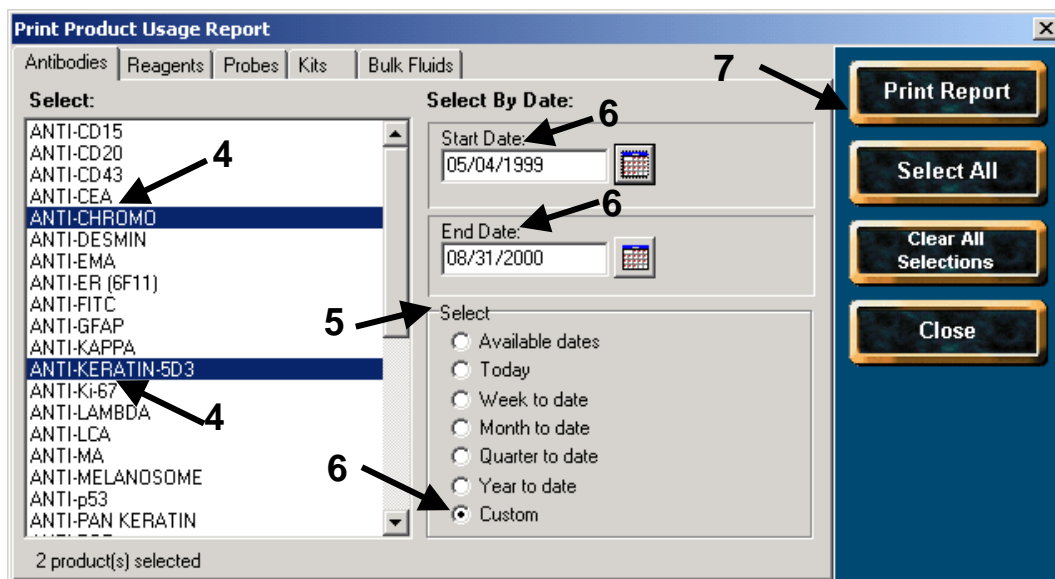 Print Product Usage Report
Antibodies Reagents Probes Kits Bulk Fluids
Select:
ANTI-CD15
ANTI-CD20
ANTI-CD43
ANTI-CEA
ANTI-CHROMO
ANTI-DESMIN
ANTI-EMA
ANTI-ER (6F11)
ANTI-FITC
ANTI-GFAP
ANTI-KAPPA
ANTI-KERATIN-5D3
ANTI-Ki-67
ANTI-LAMBDA
ANTI-LCA
ANTI-MA
ANTI-MELANOSOME
ANTI-p53
ANTI-PAN KERATIN
2 product(s) selected
4
4
Select By Date:
Start Date:
6
05/04/1999
End Date:
6
08/31/2000
5
Select
Available dates
Today
Week to date
Month to date
Quarter to date
Year to date
6
Custom
7
Print Report
Select All
Clear All
Selections
Close